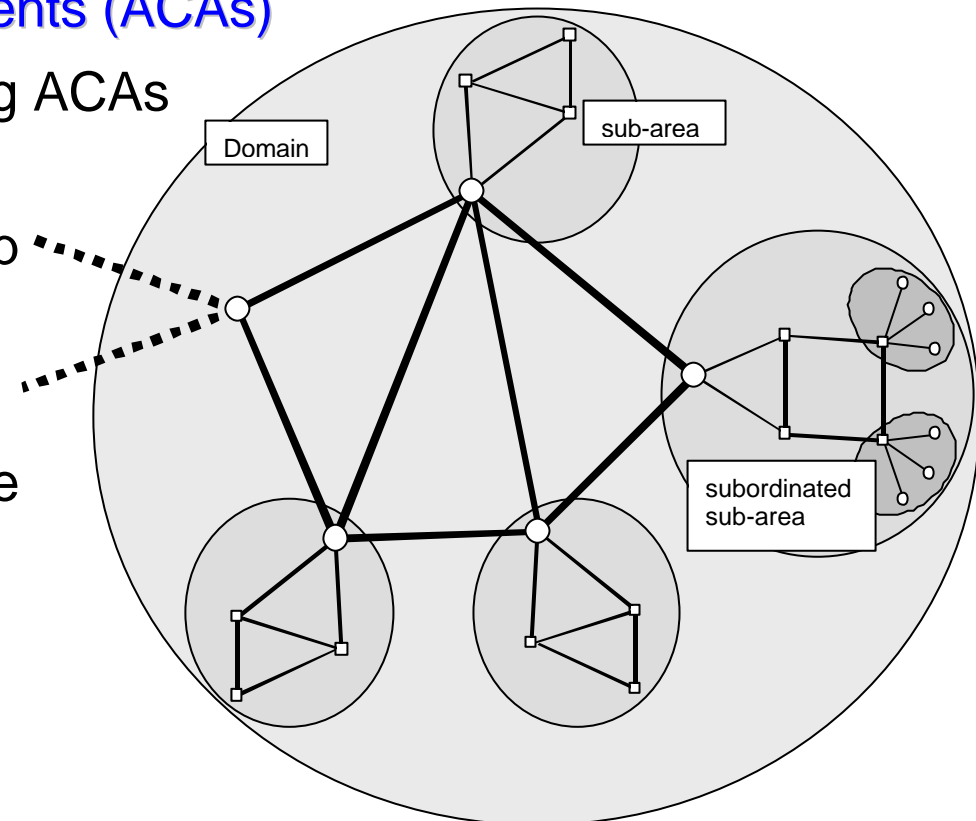 ents (ACAs)
g ACAs
Domain
sub-area
o
e
subordinated
sub-area